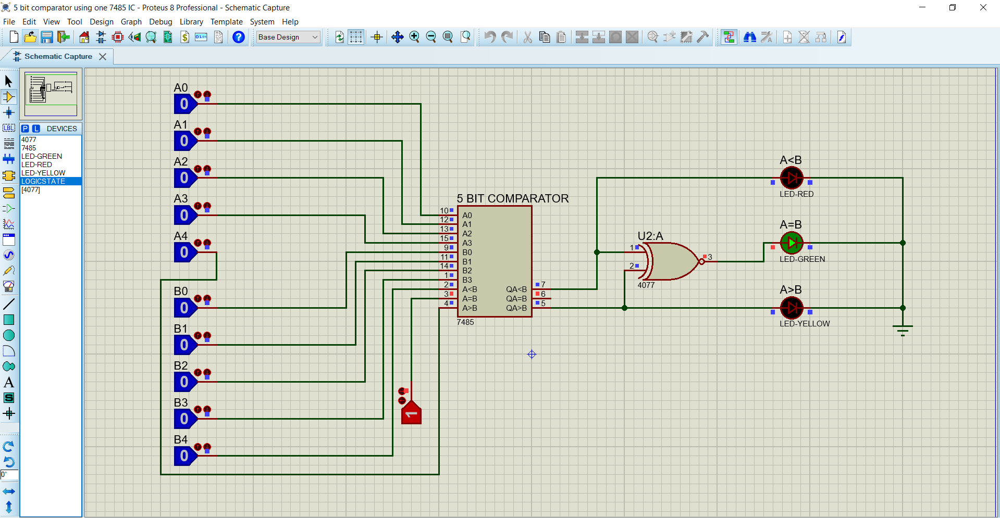 5 bit comparator using one 7485 IC - Proteus 8 Professional - Schematic Capture
File Edit View Tool Design Graph Debug Library Template System Help
Base Design
Schematic Capture
P L DEVICES
4077
7485
LED-GREEN
LED-RED
LED-YELLOW
LOGICSTATE
[4077]
LBL
A
S
0°
A0
0
A1
0
A2
0
A3
0
A4
0
B0
0
B1
0
B2
0
B3
0
B4
0
1
5 BIT COMPARATOR
10 A0
12 A1
13 A2
15 A3
9 B0
11 B1
14 B2
1 B3
2 A<B QA<B 7
3 A=B QA=B 6
4 A>B QA>B 5
7485
U2:A
1
2
3
4077
A<B
LED-RED
A=B
LED-GREEN
A>B
LED-YELLOW